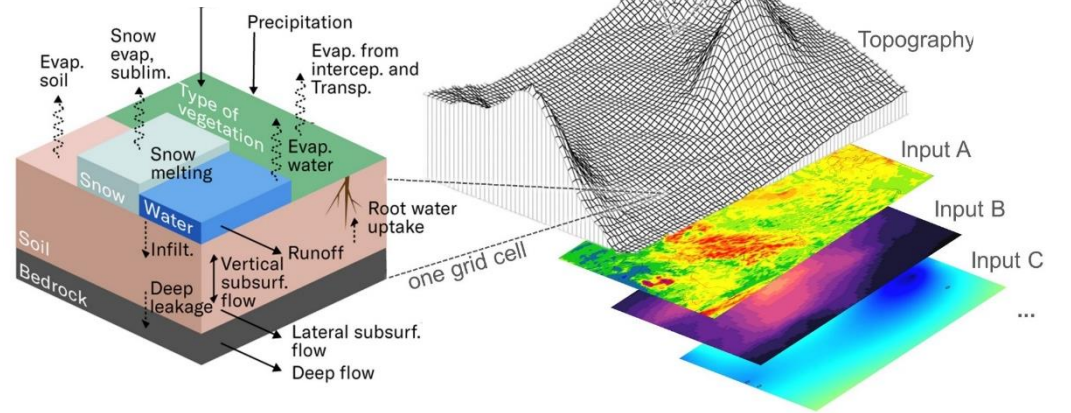 Precipitation
Snow
evap,
sublim.
Evap.
soil
Evap. from
intercep. and
Transp.
Type of
vegetation
Evap.
water
Snow
melting
Snow
Water
Root water
uptake
Soil
Infilt.
Runoff
Vertical
subsurf.
flow
Bedrock
Deep
leakage
Lateral subsurf.
flow
Deep flow
one grid cell
Topography
Input A
Input B
Input C
...